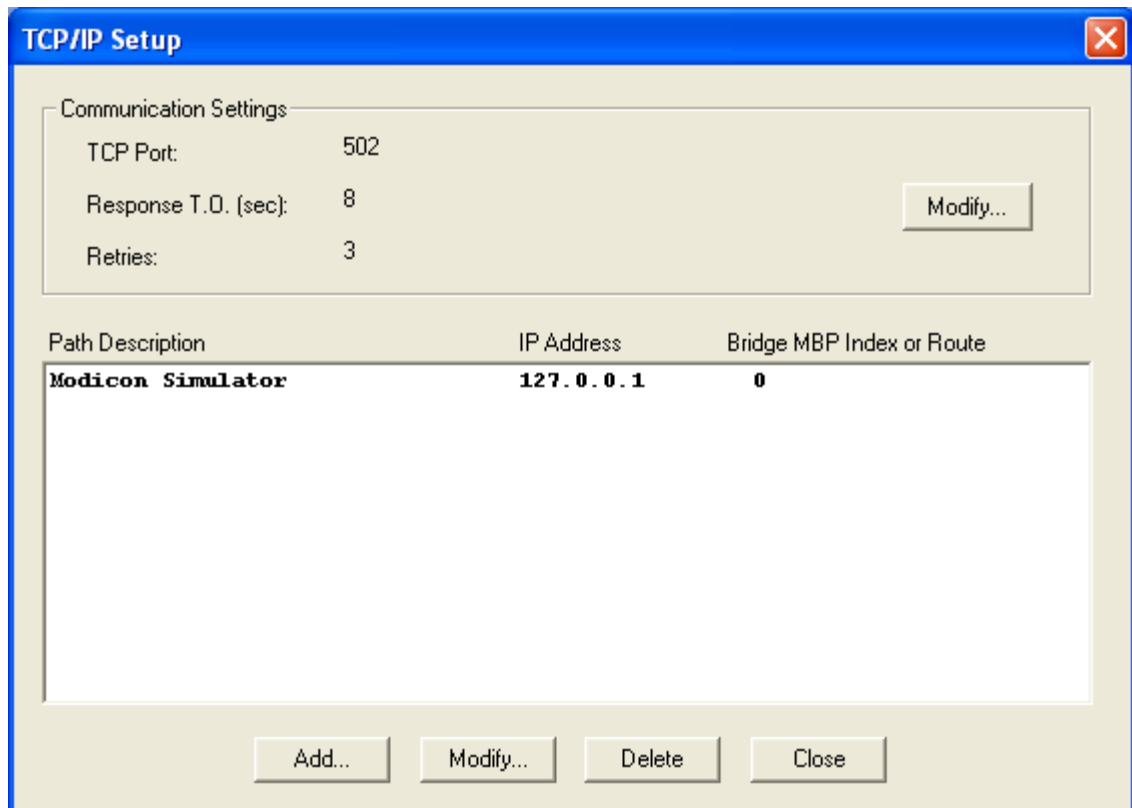 TCP/IP Setup
Communication Settings
TCP Port: 502
Response T.O. (sec): 8
Modify...
Retries: 3
Path Description IP Address Bridge MBP Index or Route
Modicon Simulator 127.0.0.1 0
Add... Modify... Delete Close